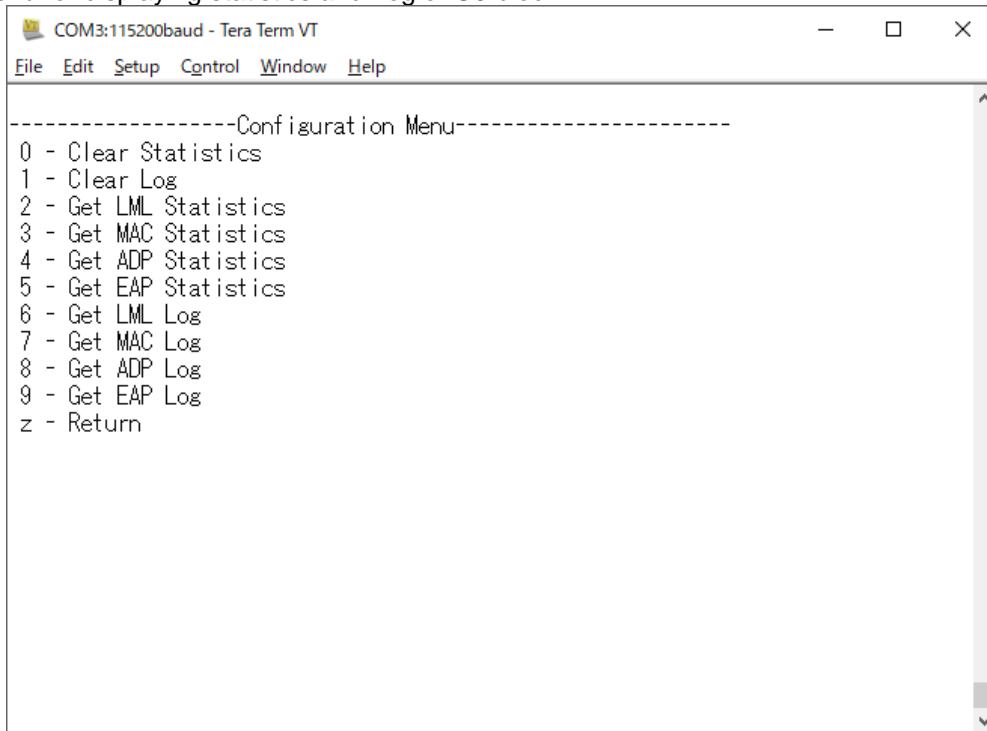 COM3:115200baud - Tera Term VT
File Edit Setup Control Window Help
-------------------Configuration Menu-----------------------
0 - Clear Statistics
1 - Clear Log
2 - Get LML Statistics
3 - Get MAC Statistics
4 - Get ADP Statistics
5 - Get EAP Statistics
6 - Get LML Log
7 - Get MAC Log
8 - Get ADP Log
9 - Get EAP Log
z - Return